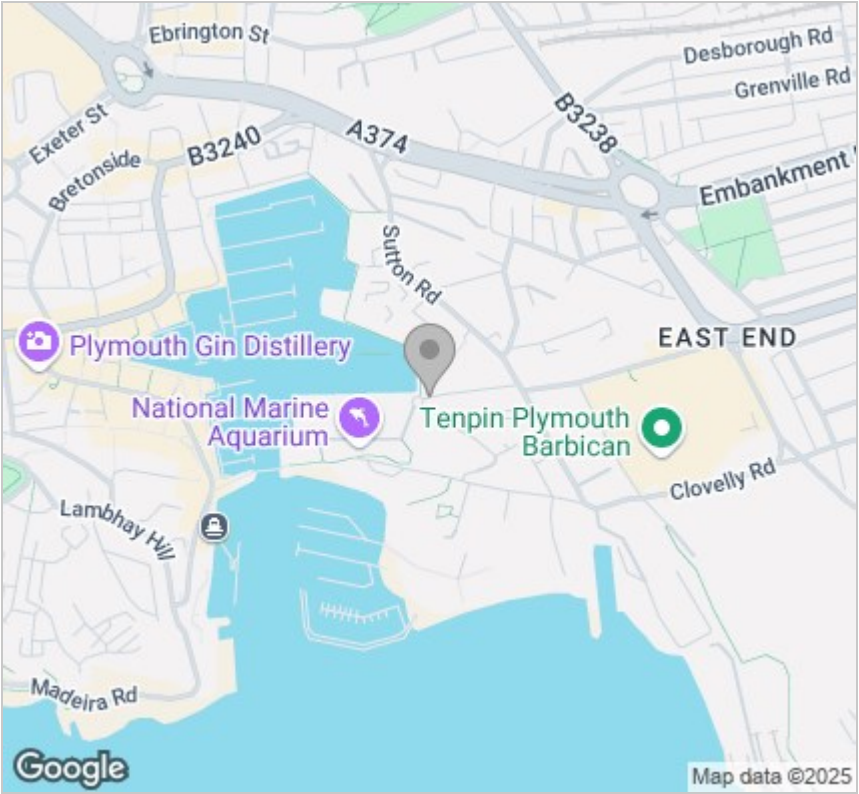 Ebrington St
Desborough Rd
Grenville Rd
Exeter St
B3240
A374
B3238
Bretonside
Embankment
Sutton Rd
EAST END
Plymouth Gin Distillery
National Marine
Aquarium
Tenpin Plymouth
Barbican
Clovelly Rd
Lambhay Hill
Madeira Rd
Google
Map data ©2025